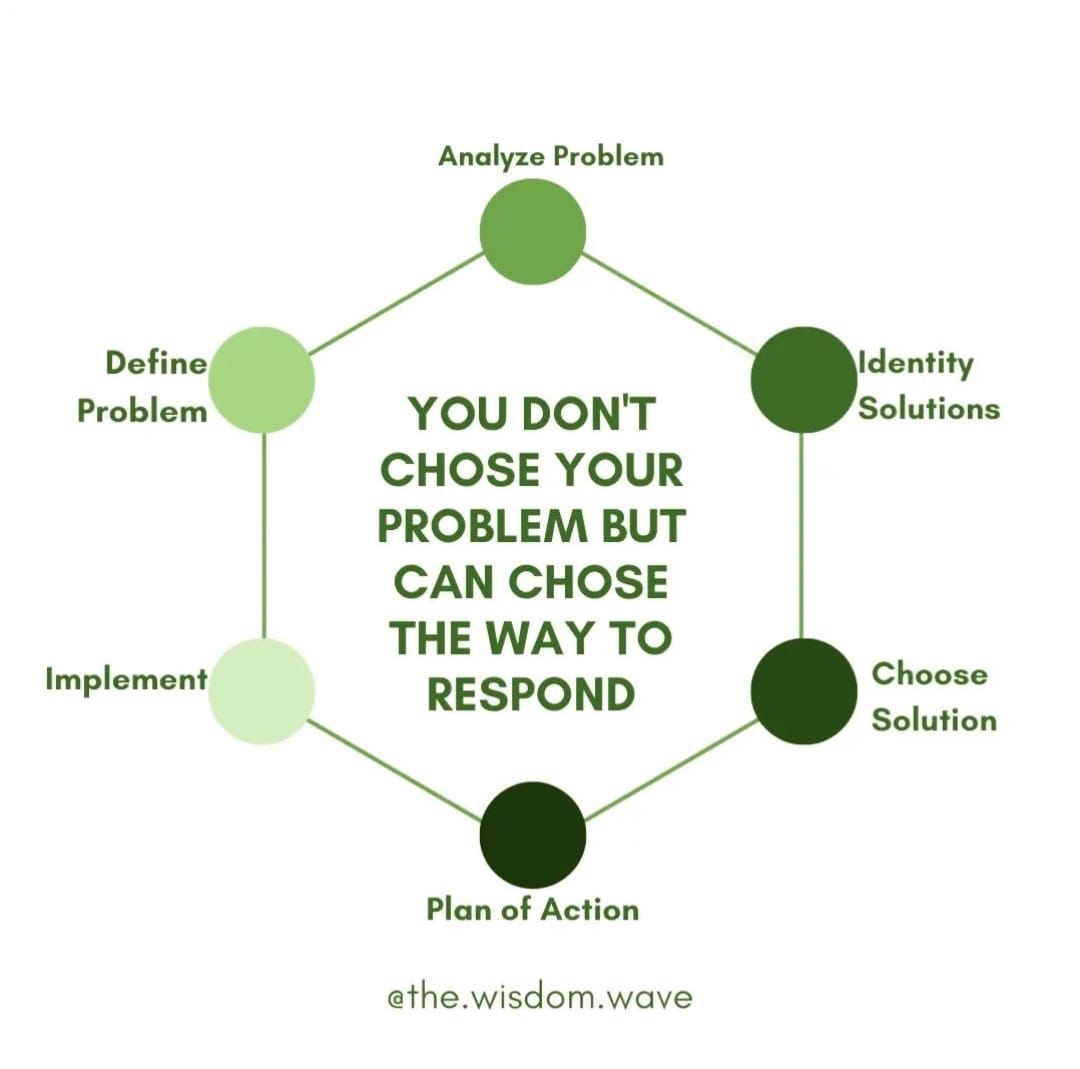 Analyze Problem
Define
Problem
Identity
Solutions
YOU DON'T
CHOSE YOUR
PROBLEM BUT
CAN CHOSE
THE WAY TO
RESPOND
Implement
Choose
Solution
Plan of Action
@the.wisdom.wave